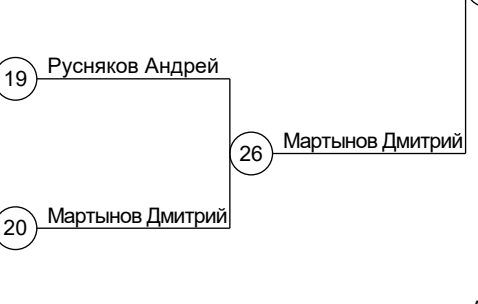 19 Русняков Андрей
26 Мартынов Дмитрий
20 Мартынов Дмитрий